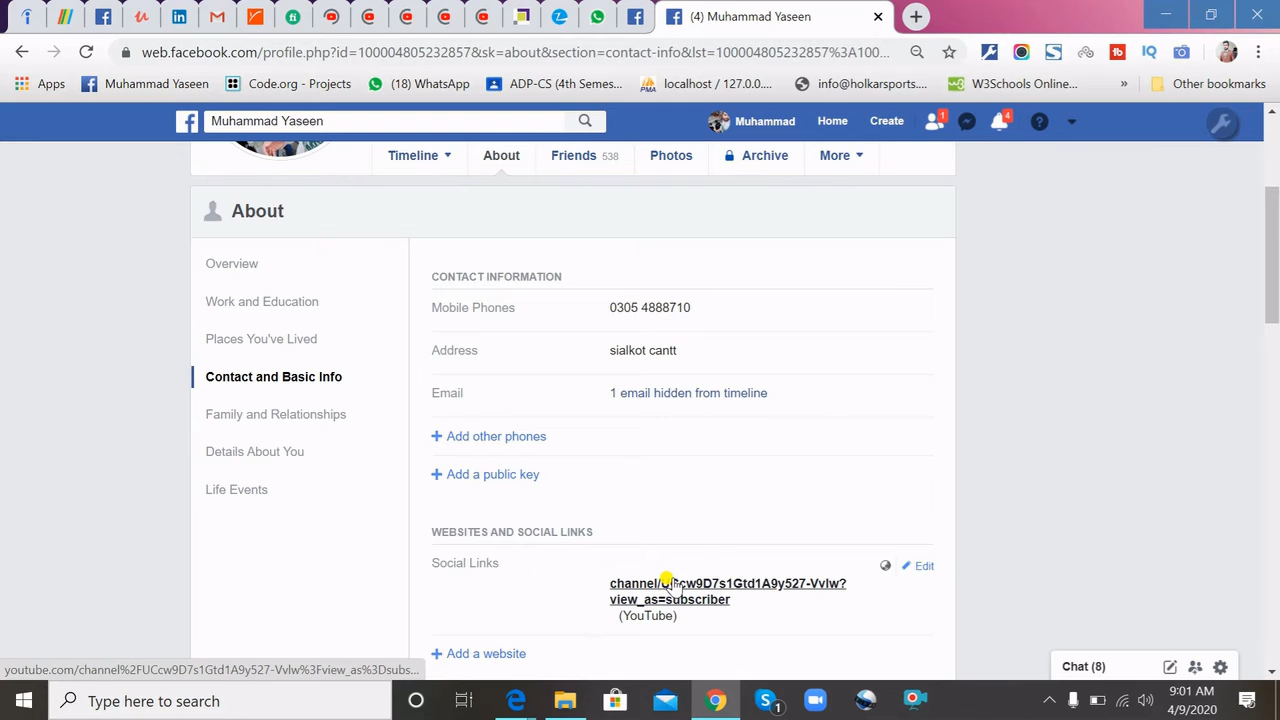 (4) Muhammad Yaseen
web.facebook.com/profile.php?id=100004805232857&sk=about&section=contact-info&lst=100004805232857%3A100...
Apps
Muhammad Yaseen
Code.org - Projects
(18) WhatsApp
ADP-CS (4th Semes...
localhost / 127.0.0....
info@holkarsports...
W3Schools Online...
»
Other bookmarks
Muhammad Yaseen
Muhammad
Home
Create
1
4
Timeline
About
Friends 538
Photos
Archive
More
About
Overview
Work and Education
Places You've Lived
Contact and Basic Info
Family and Relationships
Details About You
Life Events
CONTACT INFORMATION
Mobile Phones 0305 4888710
Address sialkot cantt
Email 1 email hidden from timeline
Add other phones
Add a public key
WEBSITES AND SOCIAL LINKS
Social Links
Edit
channel/UCcw9D7s1Gtd1A9y527-Vvlw?
view_as=subscriber
(YouTube)
Add a website
youtube.com/channel%2FUCcw9D7s1Gtd1A9y527-Vvlw%3Fview_as%3Dsubs...
Chat (8)
Type here to search
1
9:01 AM
4/9/2020